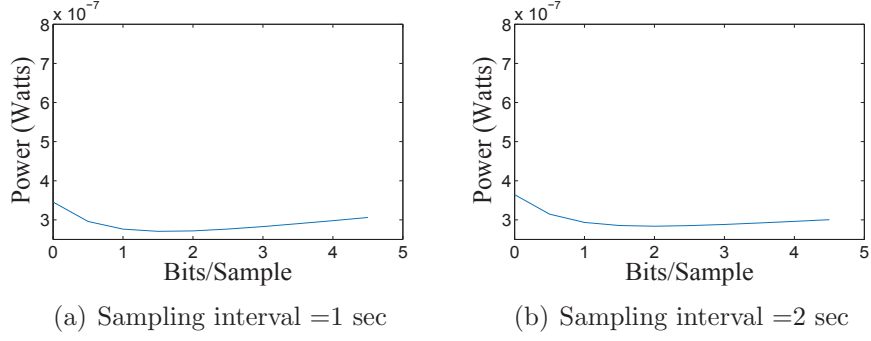 x 10⁻⁷
8
7
6
5
4
3
0 1 2 3 4 5
Power (Watts)
Bits/Sample
(a) Sampling interval =1 sec
x 10⁻⁷
8
7
6
5
4
3
0 1 2 3 4 5
Power (Watts)
Bits/Sample
(b) Sampling interval =2 sec